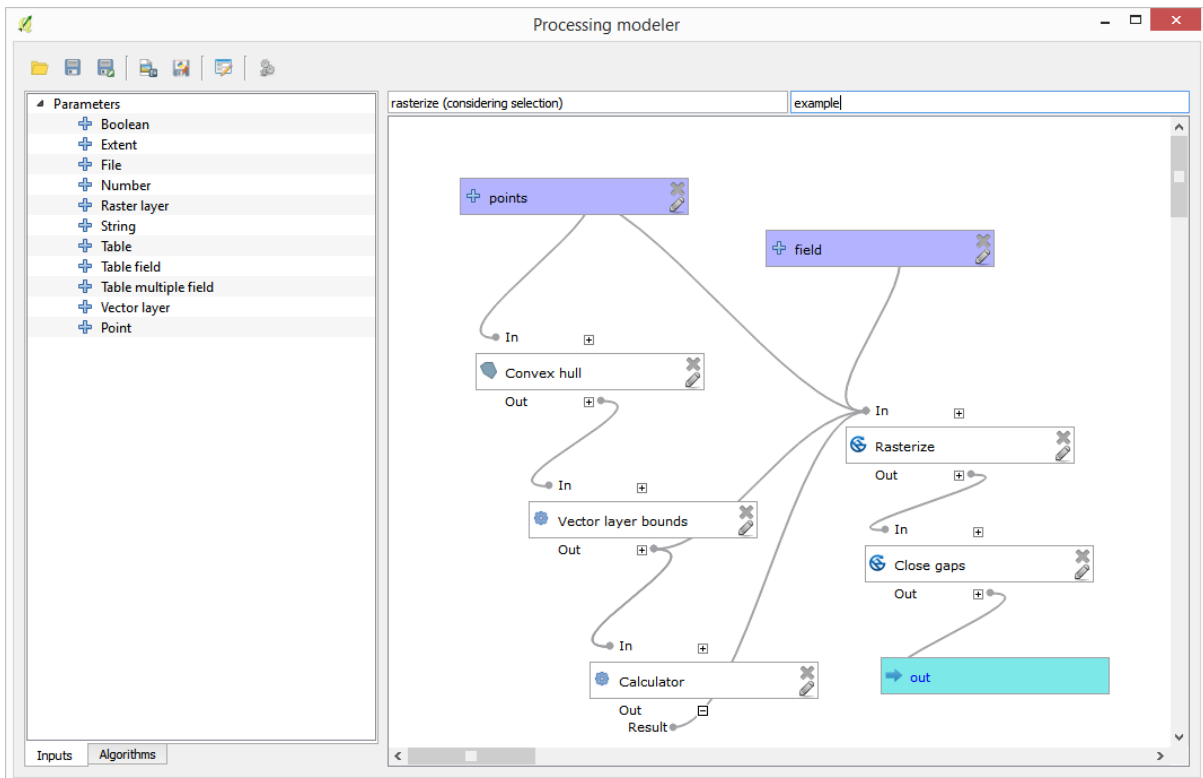 Processing modeler
Parameters
Boolean
Extent
File
Number
Raster layer
String
Table
Table field
Table multiple field
Vector layer
Point
Inputs
Algorithms
rasterize (considering selection)
example
points
field
In
Convex hull
Out
In
Rasterize
Out
In
Vector layer bounds
Out
In
Close gaps
Out
In
Calculator
Out
Result
out